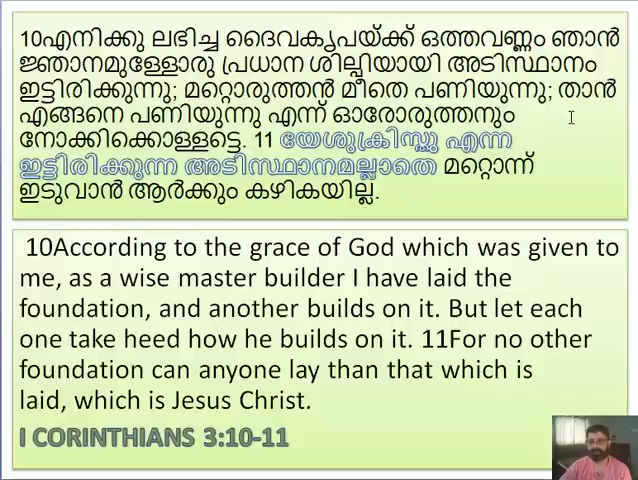 10എനിക്കു ലഭിച്ച ദൈവകൃപയ്ക്ക് ഒത്തവണ്ണം ഞാൻ
ജ്ഞാനമുള്ളോരു പ്രധാന ശില്പിയായി അടിസ്ഥാനം
ഇട്ടിരിക്കുന്നു; മറ്റൊരുത്തൻ മീതെ പണിയുന്നു; താൻ
എങ്ങനെ പണിയുന്നു എന്ന് ഓരോരുത്തനും
നോക്കിക്കൊള്ളട്ടെ. 11 യേശുക്രിസ്തു എന്ന
ഇട്ടിരിക്കുന്ന അടിസ്ഥാനമല്ലാതെ മറ്റൊന്ന്
ഇടുവാൻ ആർക്കും കഴികയില്ല.
10According to the grace of God which was given to
me, as a wise master builder I have laid the
foundation, and another builds on it. But let each
one take heed how he builds on it. 11For no other
foundation can anyone lay than that which is
laid, which is Jesus Christ.
I CORINTHIANS 3:10-11